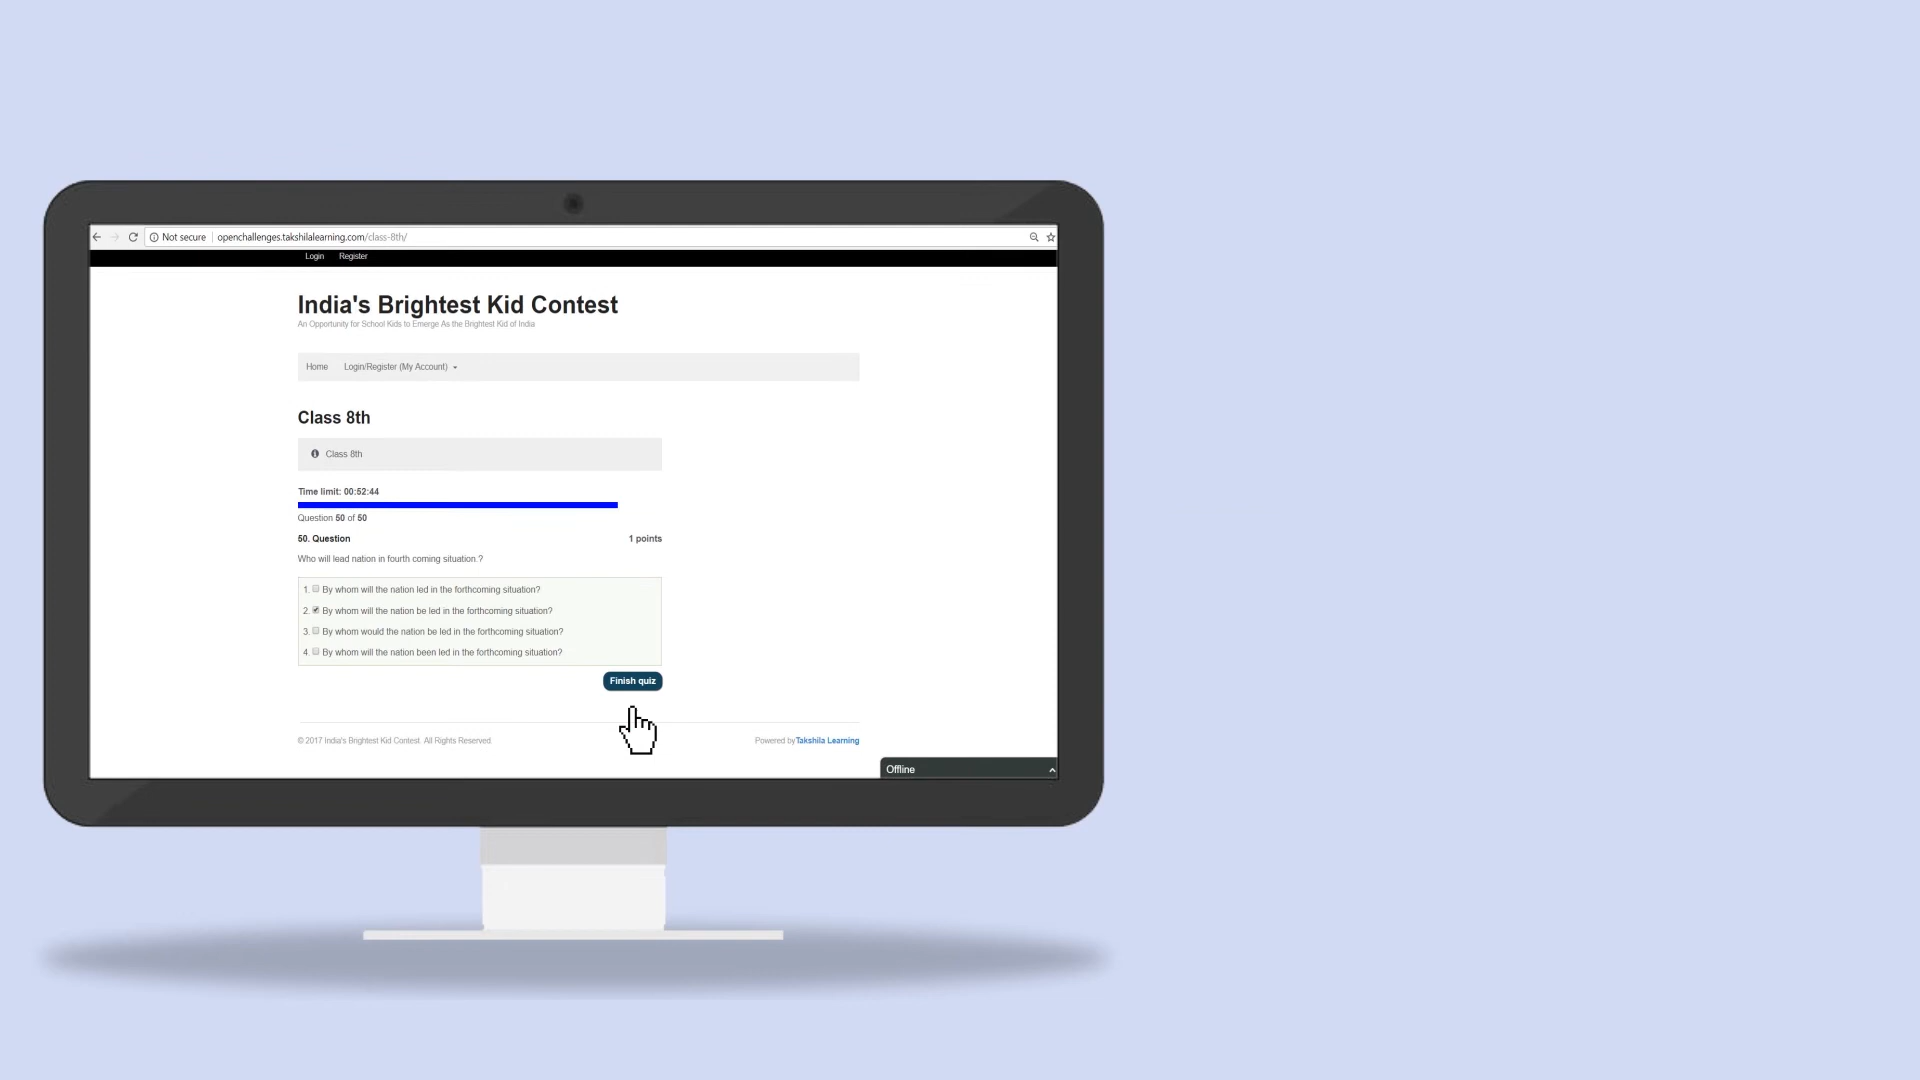 Not secure openchallenges.takshilalearning.com/class-8th/
Login Register
India's Brightest Kid Contest
An Opportunity for School Kids to Emerge As the Brightest Kid of India
Home Login/Register (My Account)
Class 8th
Class 8th
Time limit: 00:52:44
Question 50 of 50
50. Question 1 points
Who will lead nation in fourth coming situation.?
1. By whom will the nation led in the forthcoming situation?
2. By whom will the nation be led in the forthcoming situation?
3. By whom would the nation be led in the forthcoming situation?
4. By whom will the nation been led in the forthcoming situation?
Finish quiz
© 2017 India's Brightest Kid Contest. All Rights Reserved. Powered byTakshila Learning
Offline